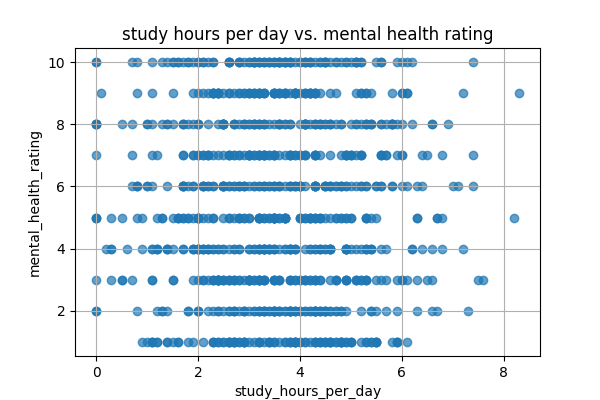 study hours per day vs. mental health rating
10
8
6
4
2
mental_health_rating
0 2 4 6 8
study_hours_per_day